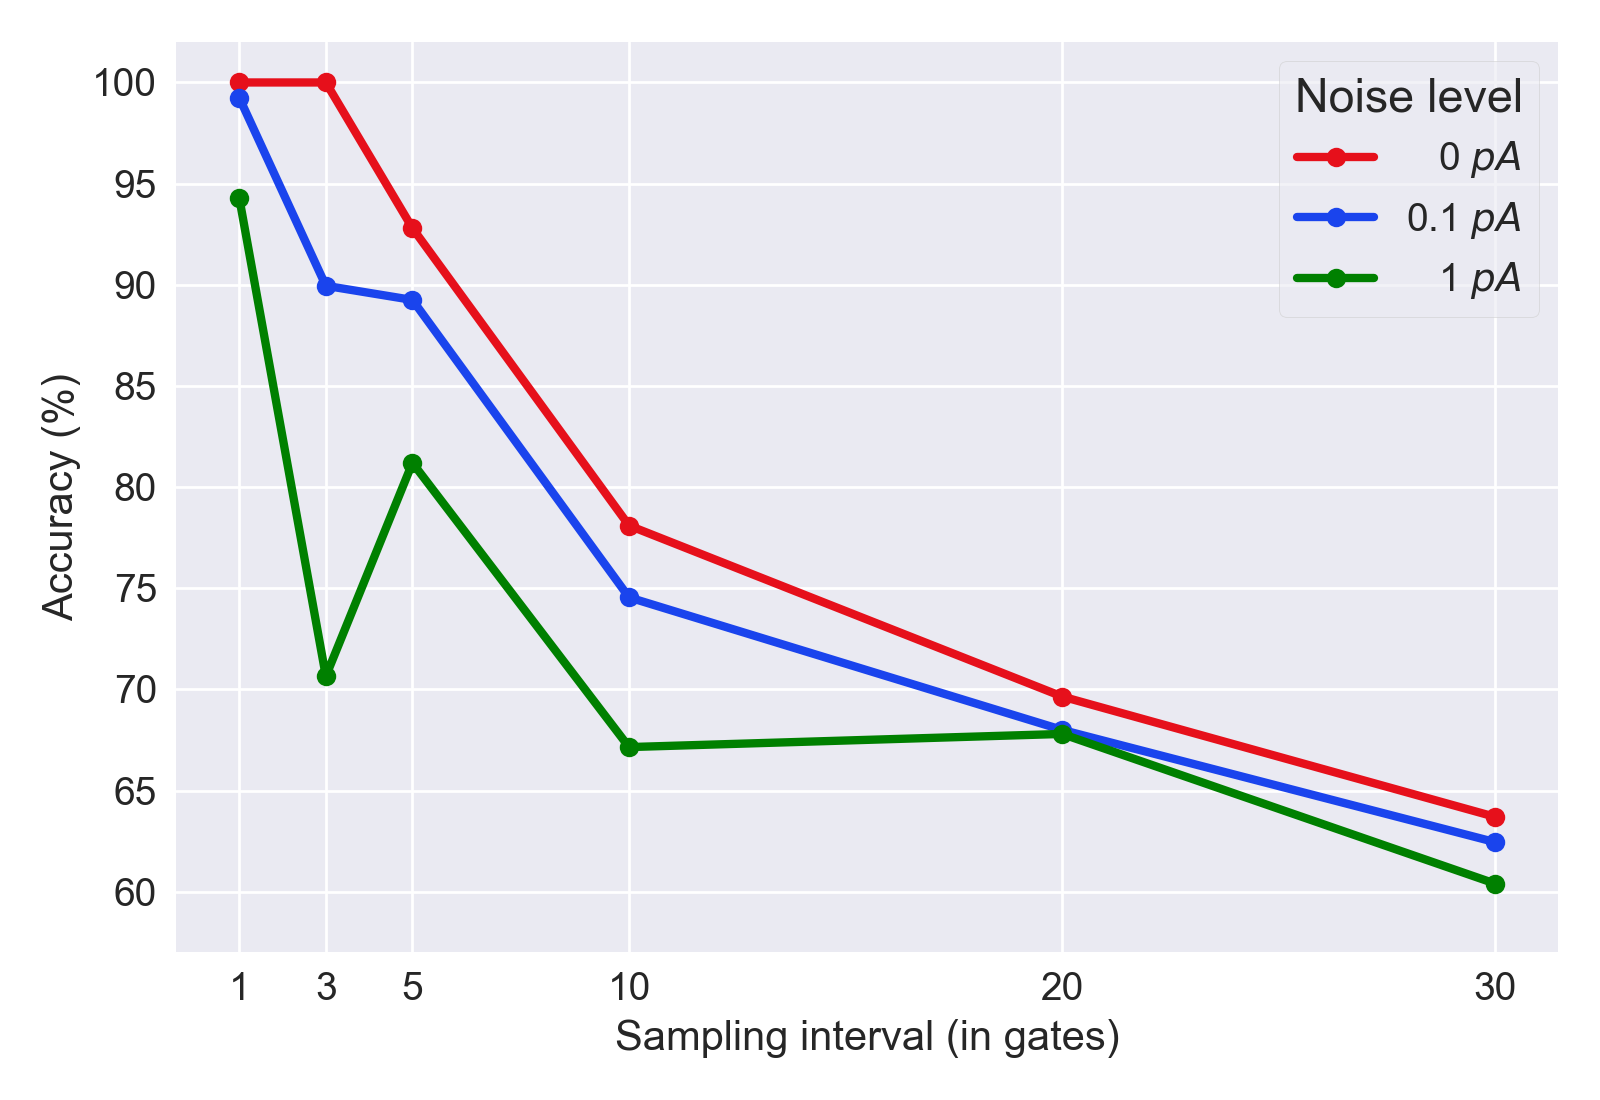 100
95
90
85
80
75
70
65
60
Accuracy (%)
1 3 5 10 20 30
Sampling interval (in gates)
Noise level
0 pA
0.1 pA
1 pA